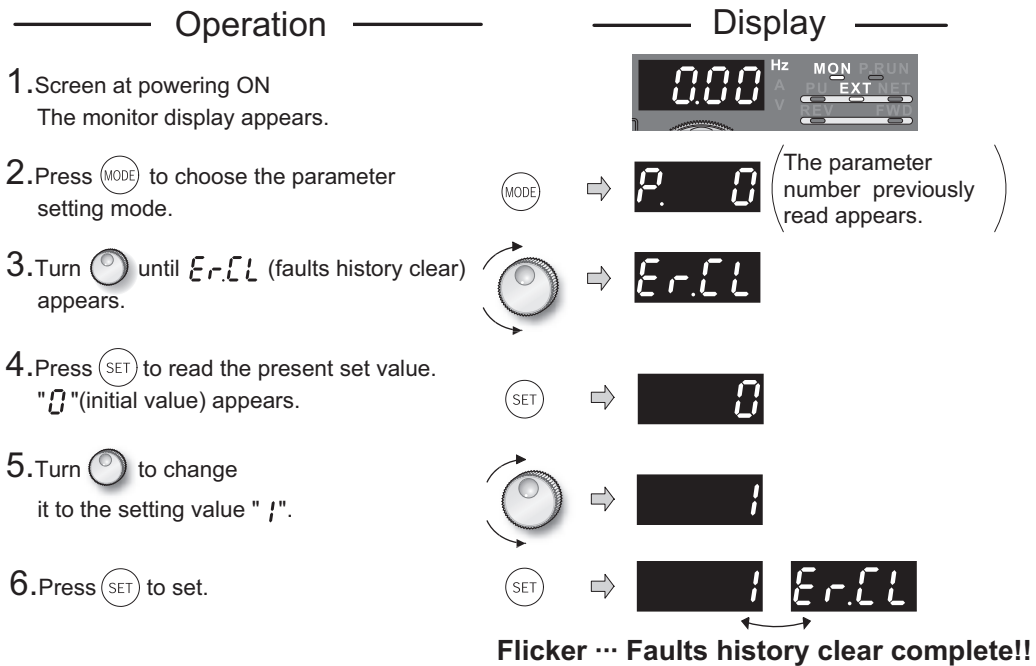 Operation
Display
1.Screen at powering ON
The monitor display appears.
0.00 Hz A V MON P.RUN
PU EXT NET
REV FWD
2.Press MODE to choose the parameter
setting mode.
MODE
P. 0
The parameter
number previously
read appears.
3.Turn until Er.CL (faults history clear)
appears.
Er.CL
4.Press SET to read the present set value.
"0"(initial value) appears.
SET
0
5.Turn to change
it to the setting value " 1".
1
6.Press SET to set.
SET
1 Er.CL
Flicker ··· Faults history clear complete!!